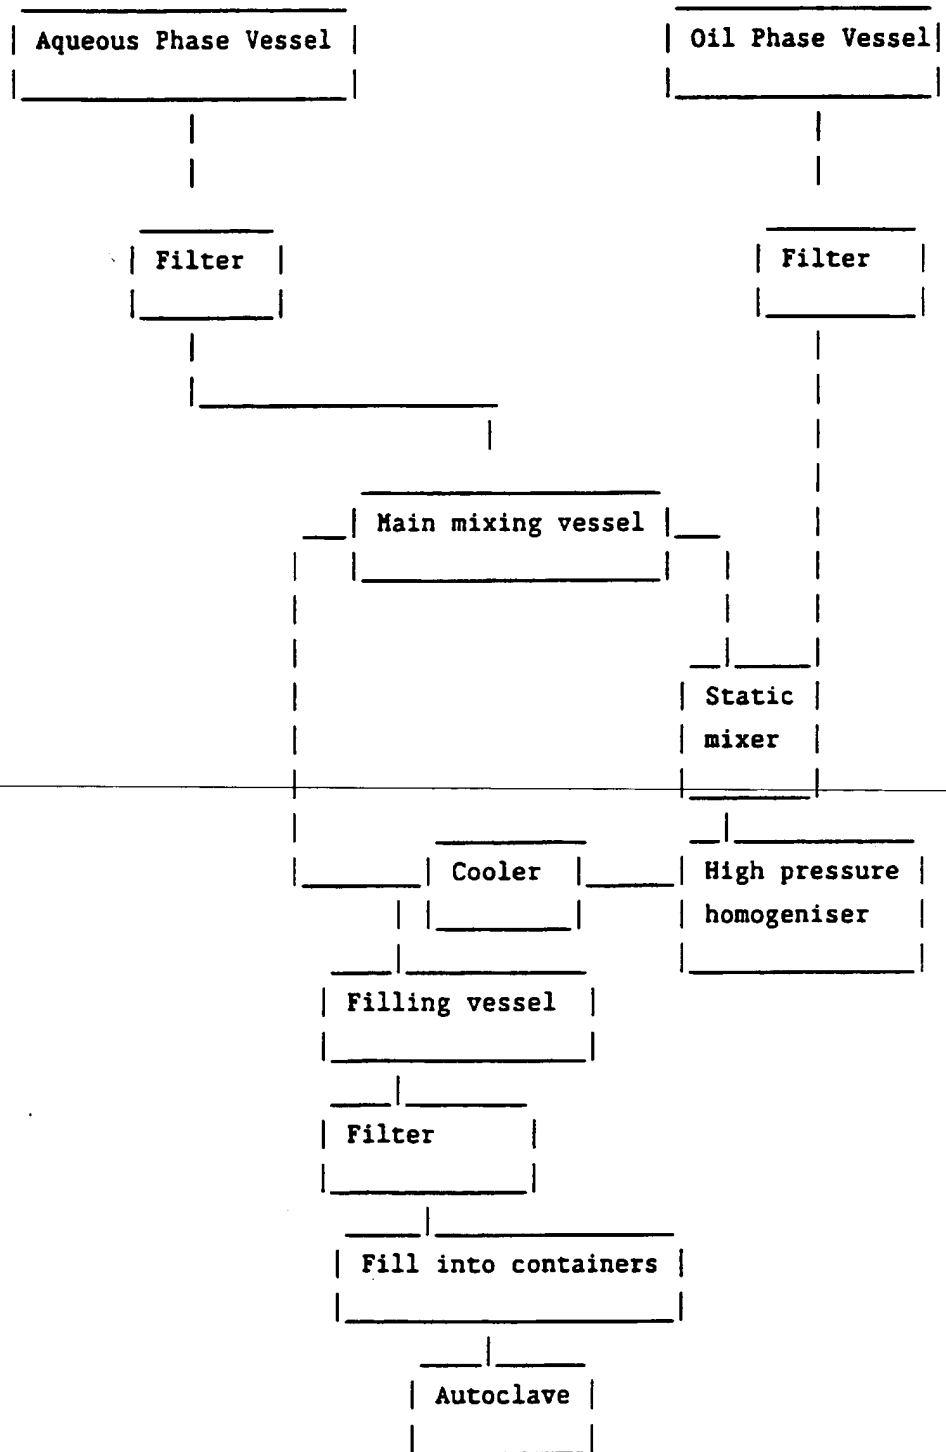 Aqueous Phase Vessel
Oil Phase Vessel
Filter
Filter
Main mixing vessel
Static
mixer
Cooler
High pressure
homogeniser
Filling vessel
Filter
Fill into containers
Autoclave